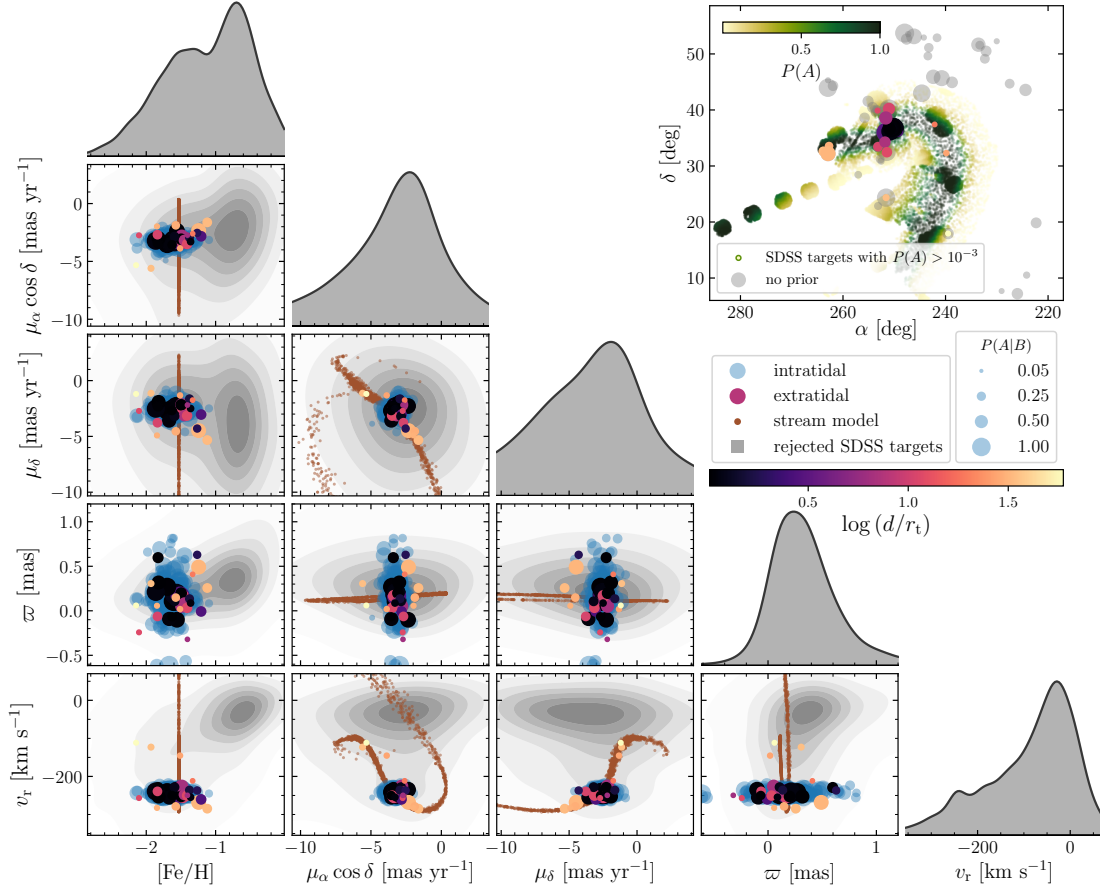 50
40
30
20
10
δ [deg]
0.5
1.0
P(A)
SDSS targets with P(A) > 10⁻³
no prior
280
260
240
220
α [deg]
0
−5
−10
μ_α cos δ [mas yr⁻¹]
0
−5
−10
μ_δ [mas yr⁻¹]
intratidal
extratidal
stream model
rejected SDSS targets
P(A|B)
0.05
0.25
0.50
1.00
0.5
1.0
1.5
log (d/r_t)
1.0
0.5
0.0
−0.5
ϖ [mas]
0
−200
v_r [km s⁻¹]
−2
−1
[Fe/H]
−10
−5
0
μ_α cos δ [mas yr⁻¹]
−10
−5
0
μ_δ [mas yr⁻¹]
0
1
ϖ [mas]
−200
0
v_r [km s⁻¹]